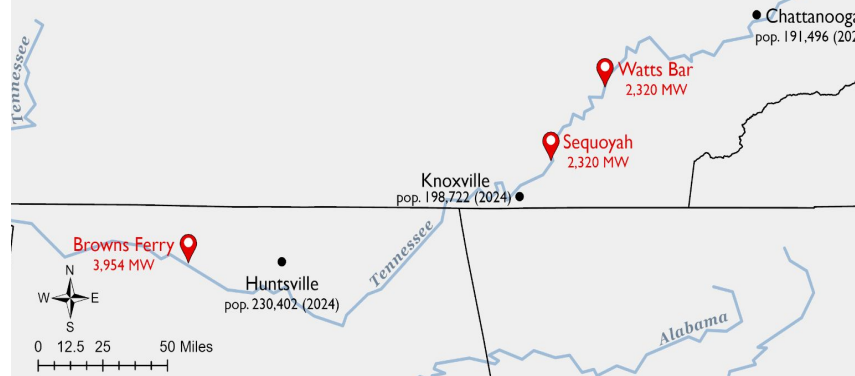 Chattanooga
pop. 191,496 (202
Tennessee
Watts Bar
2,320 MW
Sequoyah
2,320 MW
Knoxville
pop. 198,722 (2024)
Browns Ferry
3,954 MW
Tennessee
Huntsville
pop. 230,402 (2024)
N
W E
S
Alabama
0 12.5 25 50 Miles